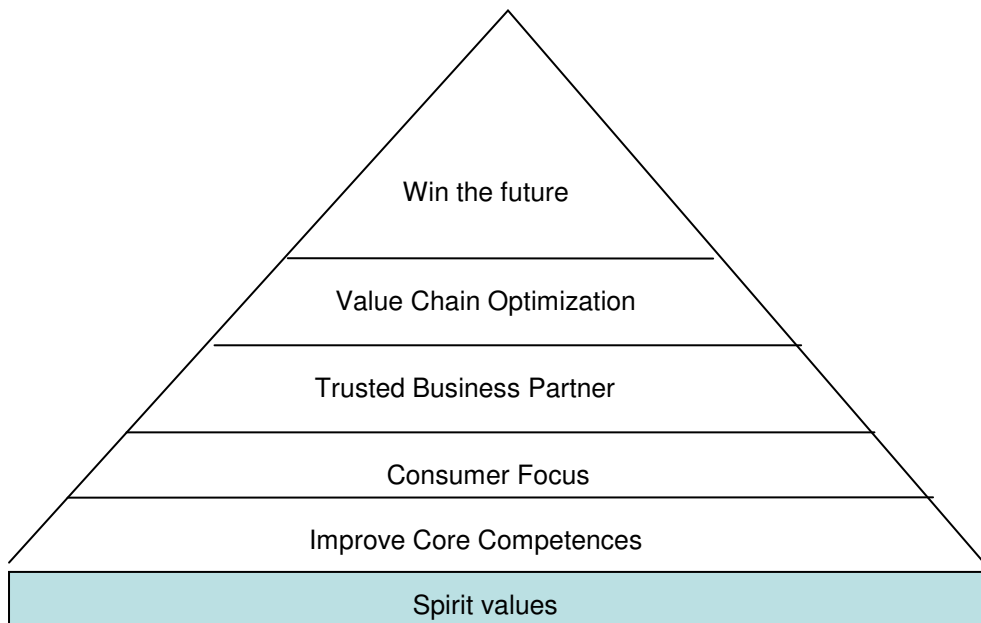 Win the future
Value Chain Optimization
Trusted Business Partner
Consumer Focus
Improve Core Competences
Spirit values